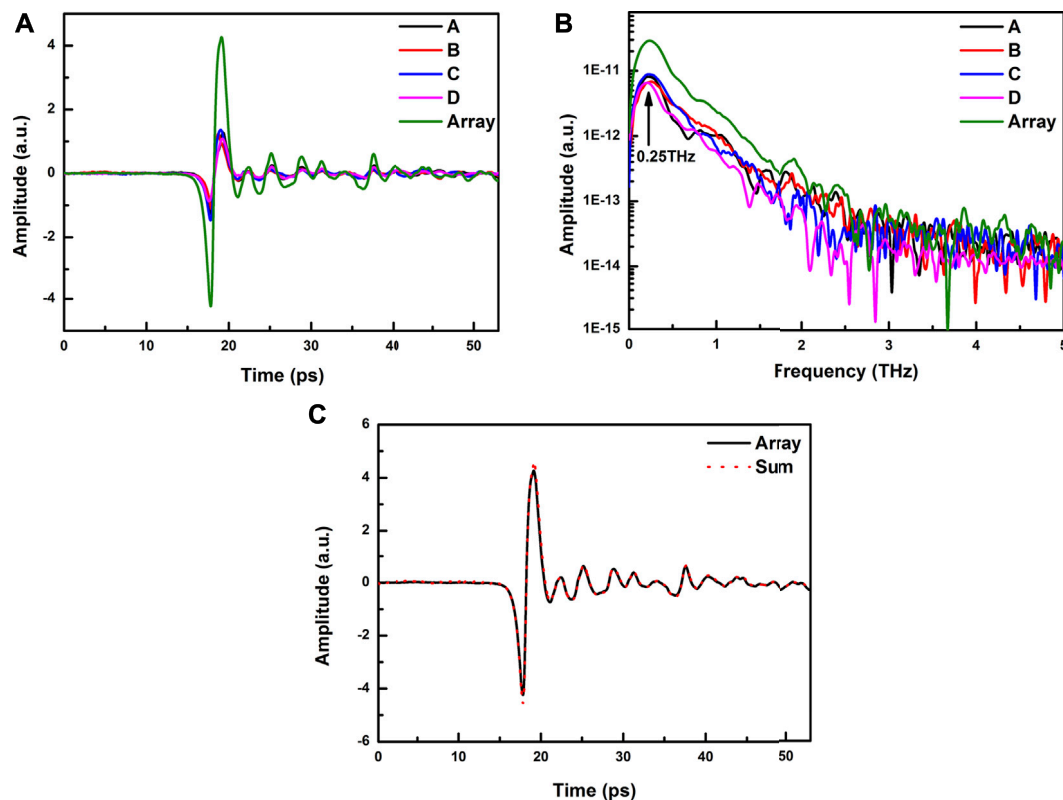 A
A
B
C
D
Array
4
2
0
-2
-4
0
10
20
30
40
50
Amplitude (a.u.)
Time (ps)
B
A
B
C
D
Array
1E-11
1E-12
1E-13
1E-14
1E-15
0.25THz
0
1
2
3
4
5
Amplitude (a.u.)
Frequency (THz)
C
Array
Sum
6
4
2
0
-2
-4
-6
0
10
20
30
40
50
Amplitude (a.u.)
Time (ps)